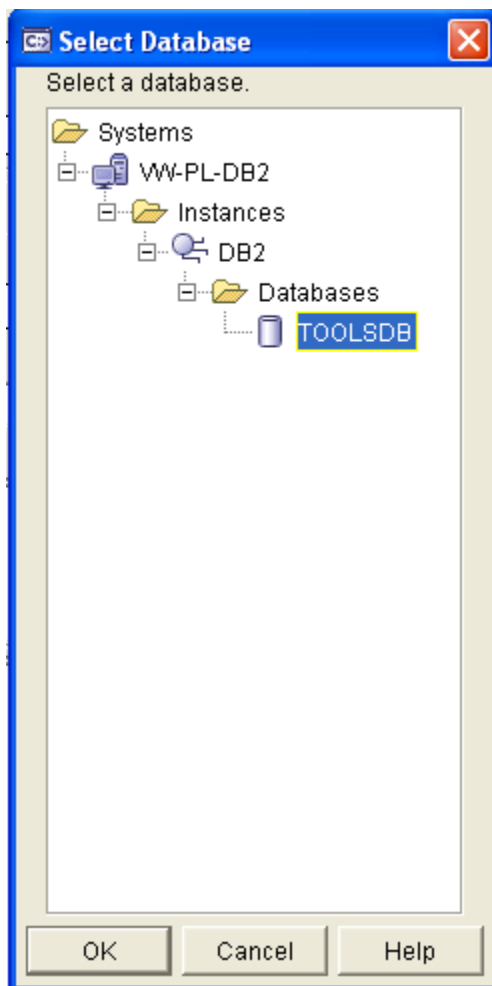 Select Database
Select a database.
Systems
VW-PL-DB2
Instances
DB2
Databases
TOOLSDB
OK Cancel Help